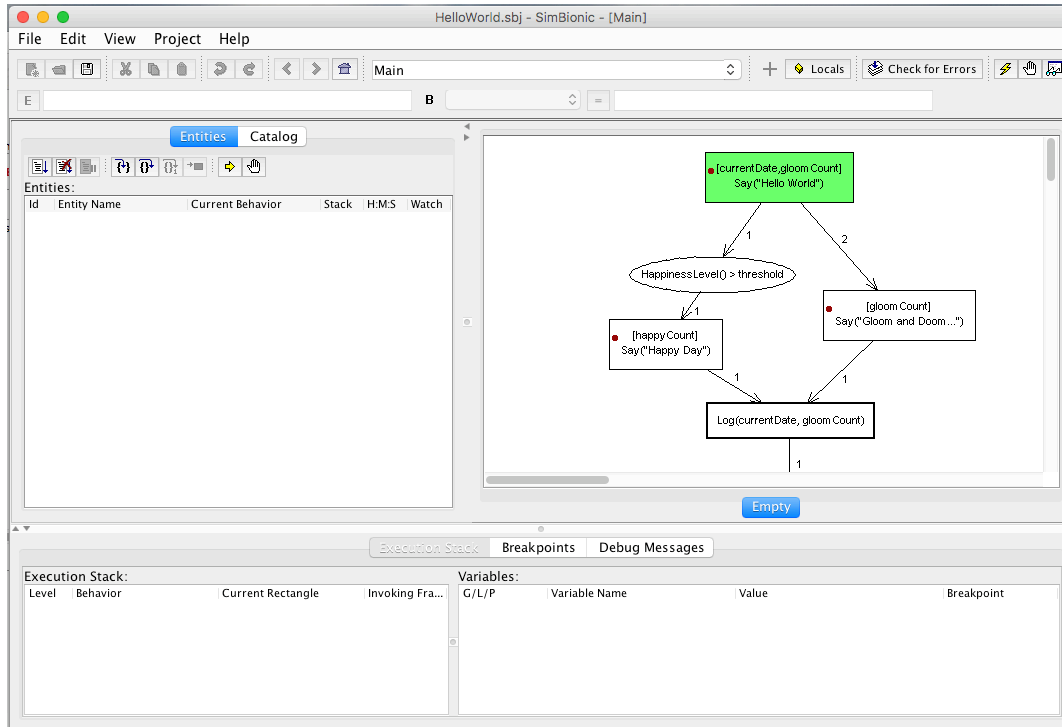 HelloWorld.sbj - SimBionic - [Main]
File Edit View Project Help
Main
Locals
Check for Errors
E
B
=
Entities Catalog
Entities:
Id Entity Name Current Behavior Stack H:M:S Watch
[currentDate,gloomCount]
Say("Hello World")
1
2
HappinessLevel() > threshold
1
[gloomCount]
Say("Gloom and Doom...")
[happyCount]
Say("Happy Day")
1
1
Log(currentDate, gloomCount)
1
Empty
Execution Stack Breakpoints Debug Messages
Execution Stack:
Level Behavior Current Rectangle Invoking Fra...
Variables:
G/L/P Variable Name Value Breakpoint